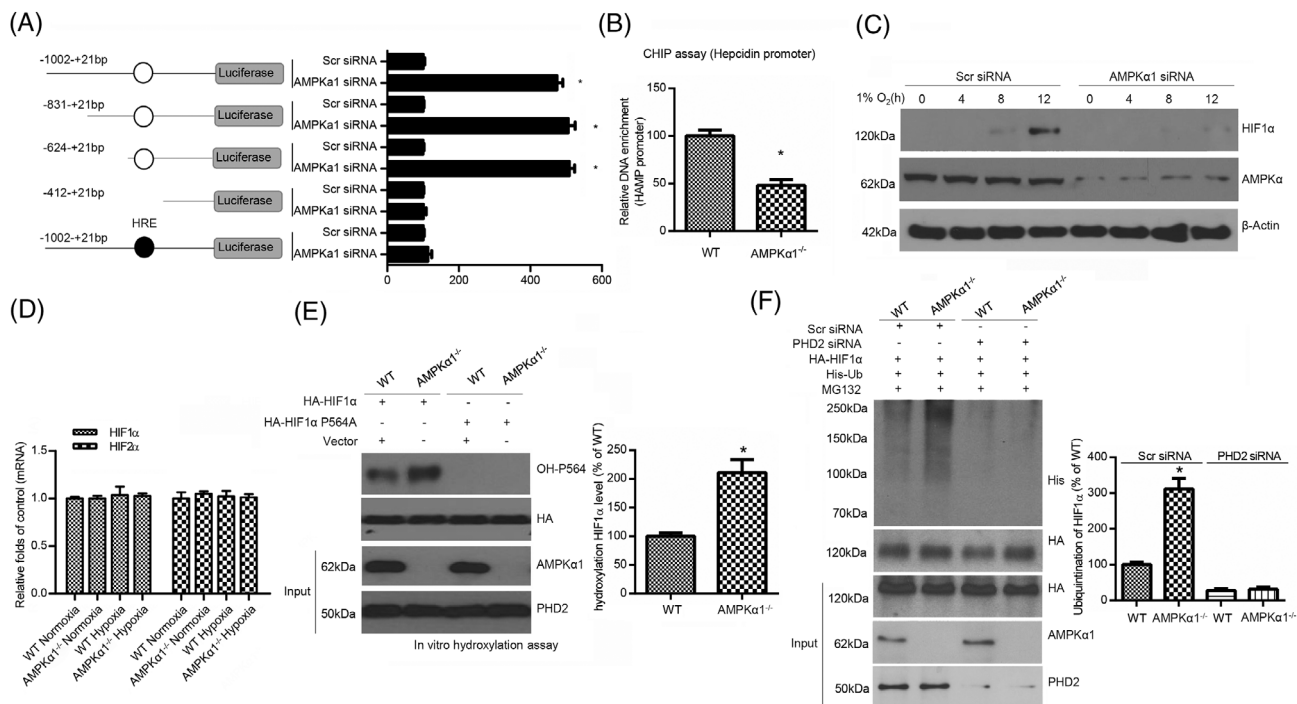 (A)
-1002-+21bp
Luciferase
Scr siRNA
AMPKa1 siRNA
*
-831-+21bp
Luciferase
Scr siRNA
AMPKa1 siRNA
*
-624-+21bp
Luciferase
Scr siRNA
AMPKa1 siRNA
*
-412-+21bp
Luciferase
Scr siRNA
AMPKa1 siRNA
HRE
-1002-+21bp
Luciferase
Scr siRNA
AMPKa1 siRNA
0 200 400 600
(B)
CHIP assay (Hepcidin promoter)
Relative DNA enrichment
(HAMP promoter)
150
100
50
0
*
WT AMPKα1-/-
(C)
Scr siRNA AMPKα1 siRNA
1% O2(h) 0 4 8 12 0 4 8 12
120kDa HIF1α
62kDa AMPKα
42kDa β-Actin
(D)
Relative folds of control (mRNA)
HIF1α
HIF2α
1.5
1.0
0.5
0.0
WT Normoxia
AMPKα1-/- Normoxia
WT Hypoxia
AMPKα1-/- Hypoxia
WT Normoxia
AMPKα1-/- Normoxia
WT Hypoxia
AMPKα1-/- Hypoxia
(E)
WT AMPKα1-/- WT AMPKα1-/-
HA-HIF1α + + - -
HA-HIF1α P564A - - + +
Vector + - + -
OH-P564
HA
Input
62kDa AMPKα1
50kDa PHD2
In vitro hydroxylation assay
hydroxylation HIF1α level (% of WT)
250
200
150
100
50
0
*
WT AMPKα1-/-
(F)
WT AMPKα1-/- WT AMPKα1-/-
Scr siRNA + + - -
PHD2 siRNA - - + +
HA-HIF1α + + + +
His-Ub + + + +
MG132 + + + +
250kDa
150kDa
100kDa
70kDa
His
120kDa HA
120kDa HA
Input
62kDa AMPKα1
50kDa PHD2
Ubiquintination of HIF1α (% of WT)
Scr siRNA PHD2 siRNA
400
300
200
100
0
*
WT AMPKα1-/- WT AMPKα1-/-